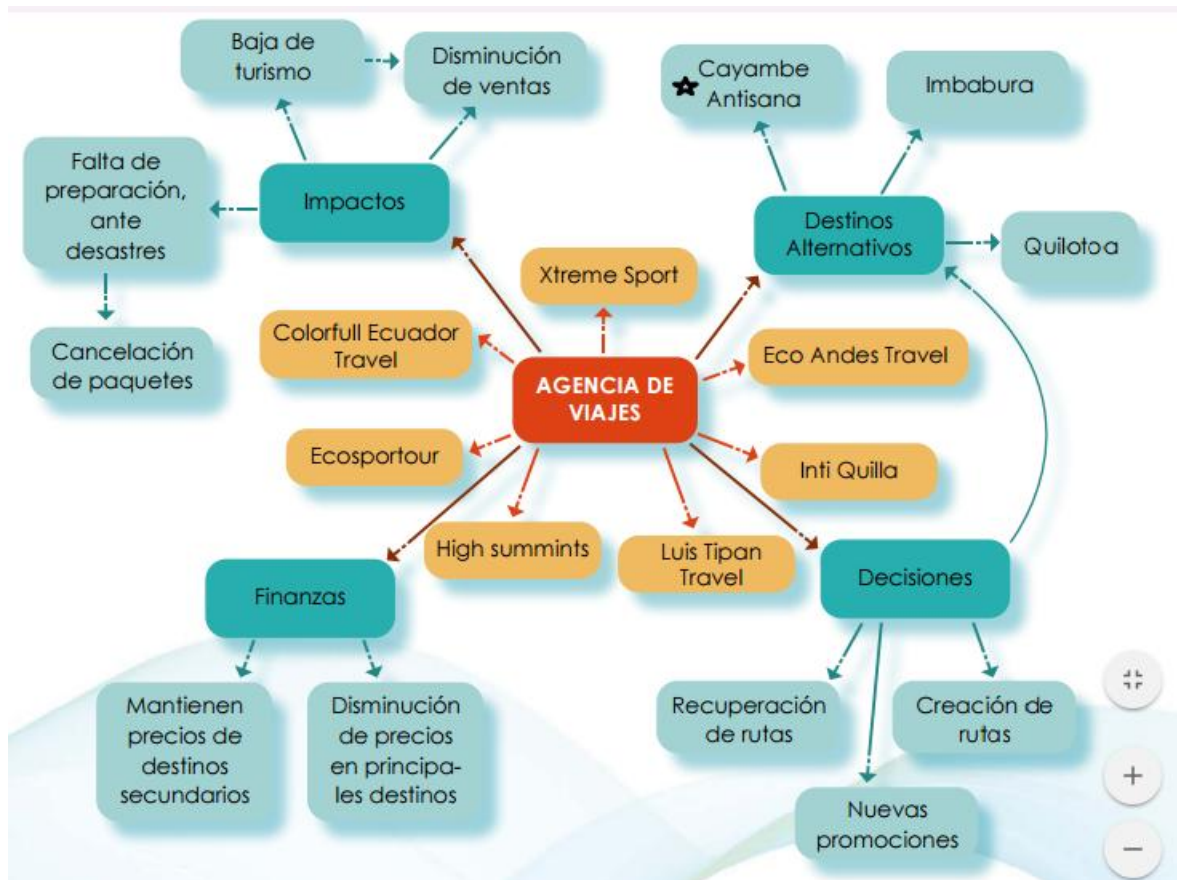 Baja de
turismo
Disminución
de ventas
Cayambe
Antisana
Imbabura
Falta de
preparación,
ante
desastres
Impactos
Destinos
Alternativos
Quilotoa
Xtreme Sport
Colorfull Ecuador
Travel
Eco Andes Travel
Cancelación
de paquetes
AGENCIA DE
VIAJES
Ecosportour
Inti Quilla
High summints
Luis Tipan
Travel
Finanzas
Decisiones
Mantienen
precios de
destinos
secundarios
Disminución
de precios
en principa-
les destinos
Recuperación
de rutas
Creación de
rutas
Nuevas
promociones